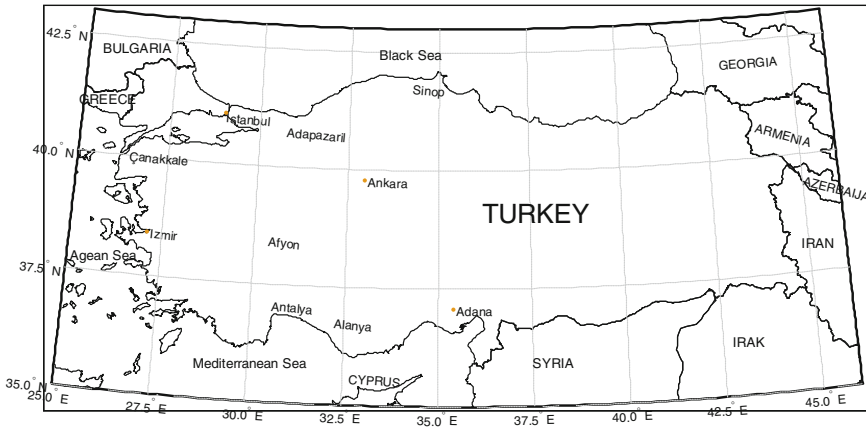 42.5° N
BULGARIA
Black Sea
GEORGIA
GREECE
Sinop
Istanbul
Adapazaril
ARMENIA
40.0° N
Çanakkale
Ankara
AZERBAIJA
TURKEY
Izmir
Afyon
IRAN
Agean Sea
37.5° N
Antalya
Alanya
Adana
Mediterranean Sea
SYRIA
IRAK
CYPRUS
35.0° N
25.0° E
27.5° E
30.0° E
32.5° E
35.0° E
37.5° E
40.0° E
42.5° E
45.0° E